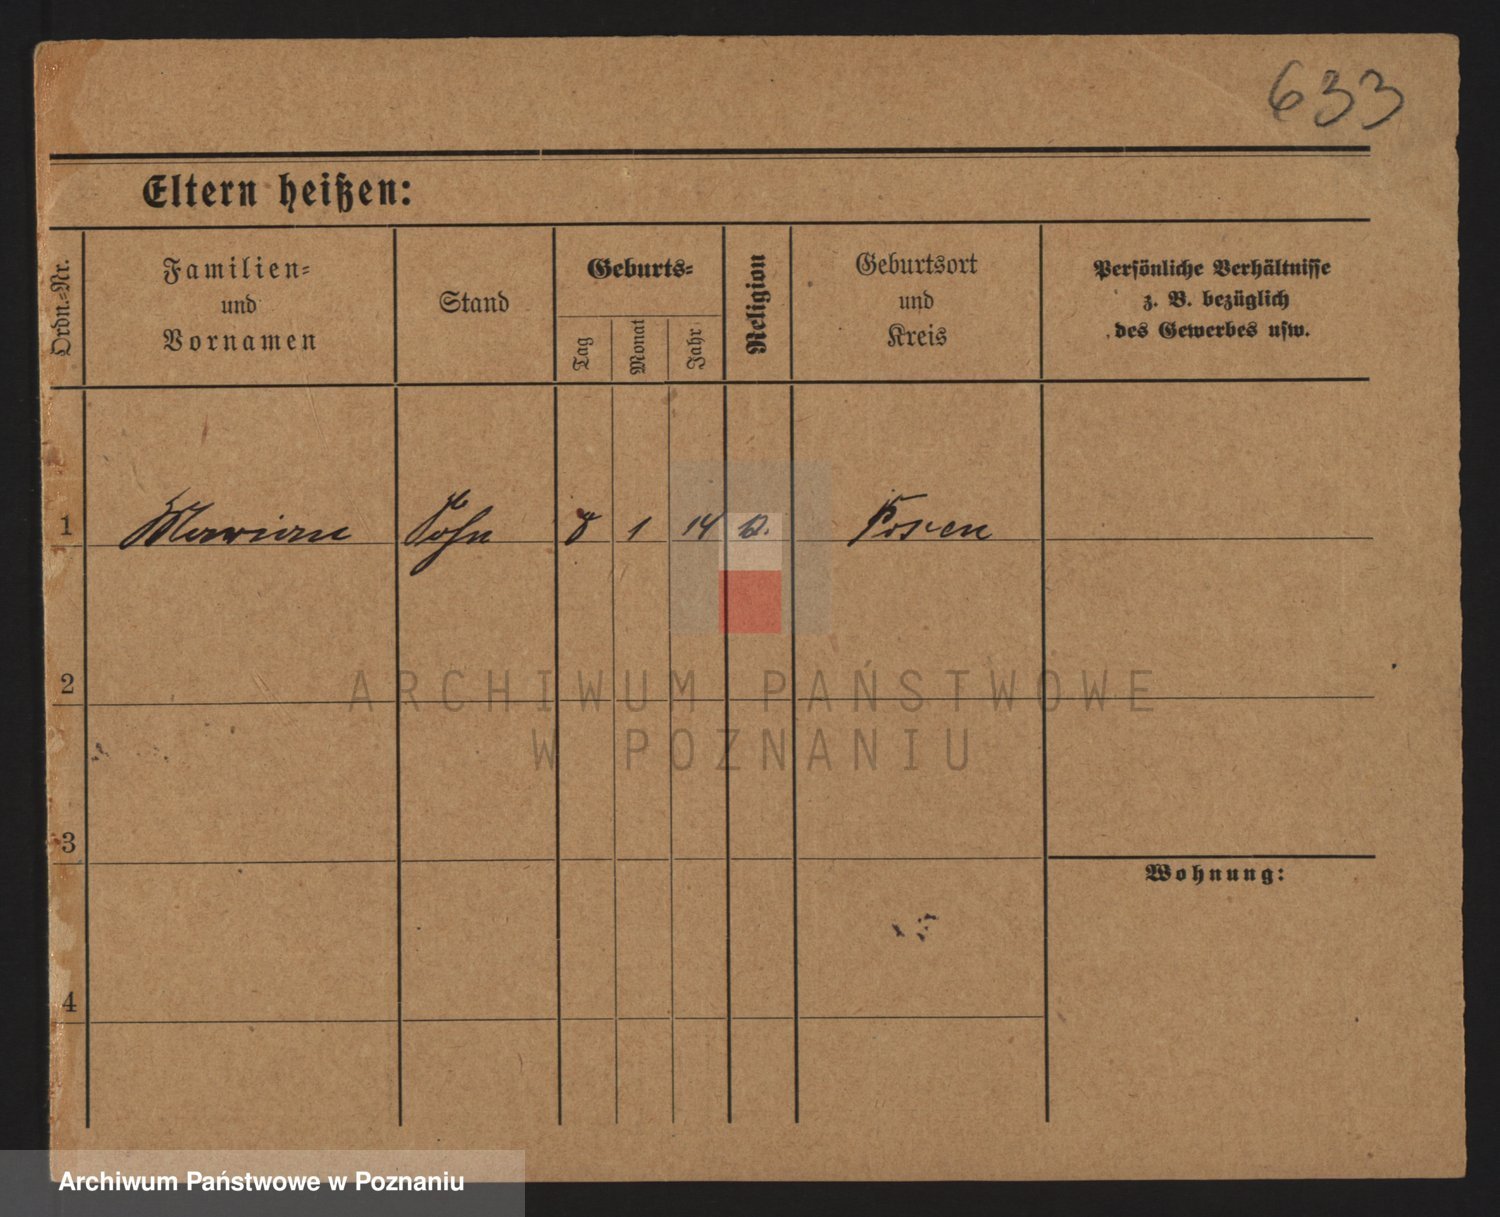 633
Eltern heißen:
Ordn.-Nr.
Familien-
und
Vornamen
Stand
Geburts-
Tag
Monat
Jahr
Religion
Geburtsort
und
Kreis
Persönliche Verhältnisse
z. B. bezüglich
des Gewerbes usw.
1 Marian Sohn 8 1 14 Posen
2
ARCHIWUM PAŃSTWOWE
W POZNANIU
3
Wohnung:
4
Archiwum Państwowe w Poznaniu